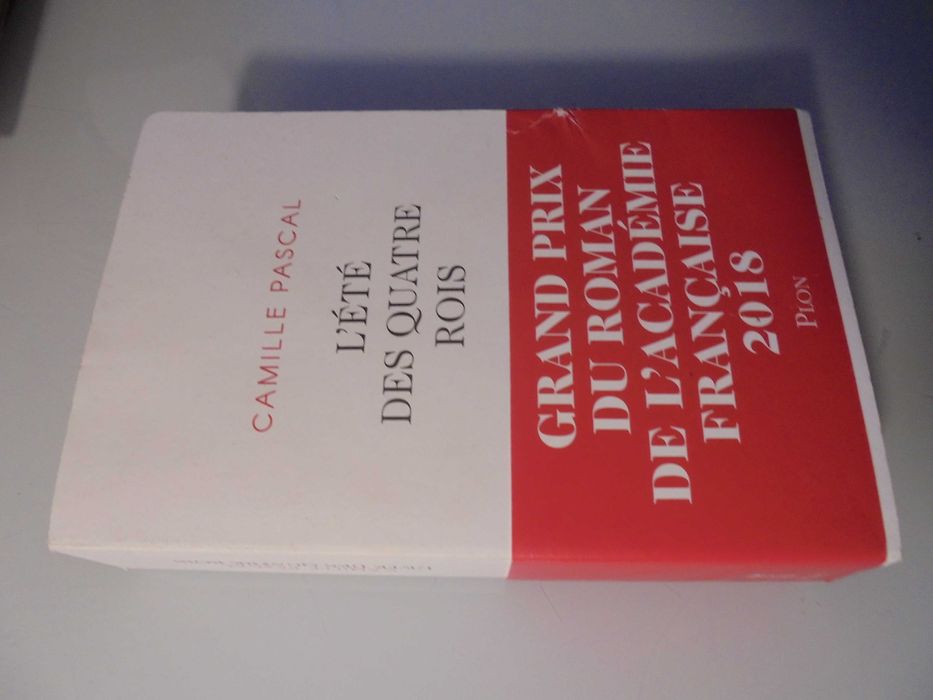 CAMILLE PASCAL
L'ÉTÉ
DES QUATRE
ROIS
GRAND PRIX
DU ROMAN
DE L'ACADÉMIE
FRANÇAISE
2018
PLON